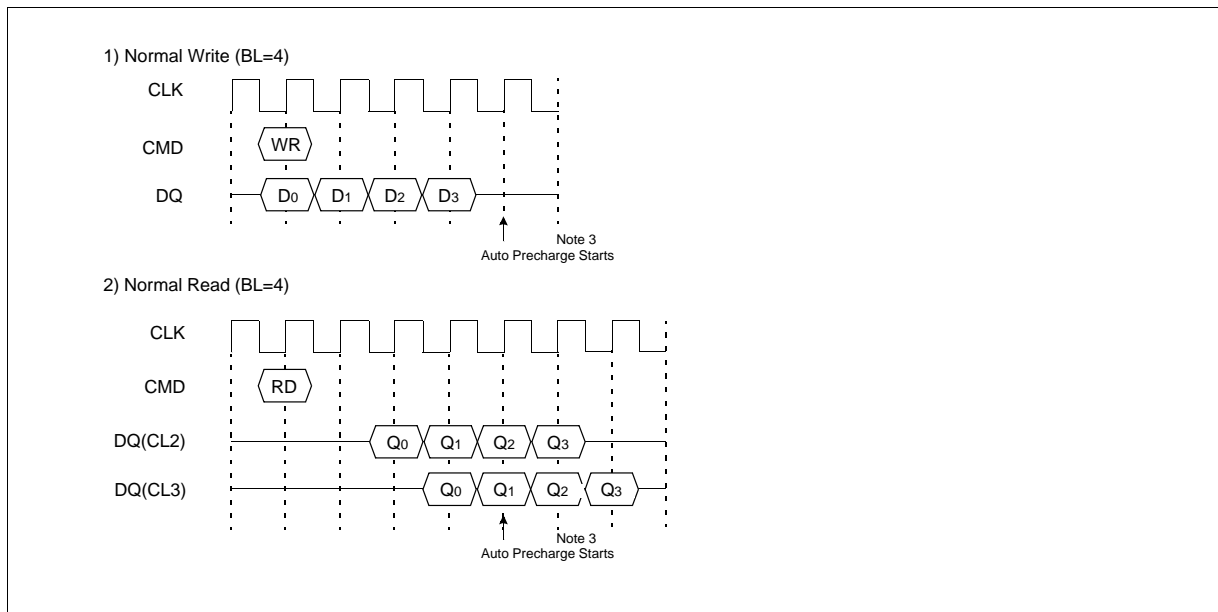 1) Normal Write (BL=4)
CLK
CMD
WR
DQ
D0 D1 D2 D3
Note 3
Auto Precharge Starts
2) Normal Read (BL=4)
CLK
CMD
RD
DQ(CL2)
Q0 Q1 Q2 Q3
DQ(CL3)
Q0 Q1 Q2 Q3
Note 3
Auto Precharge Starts